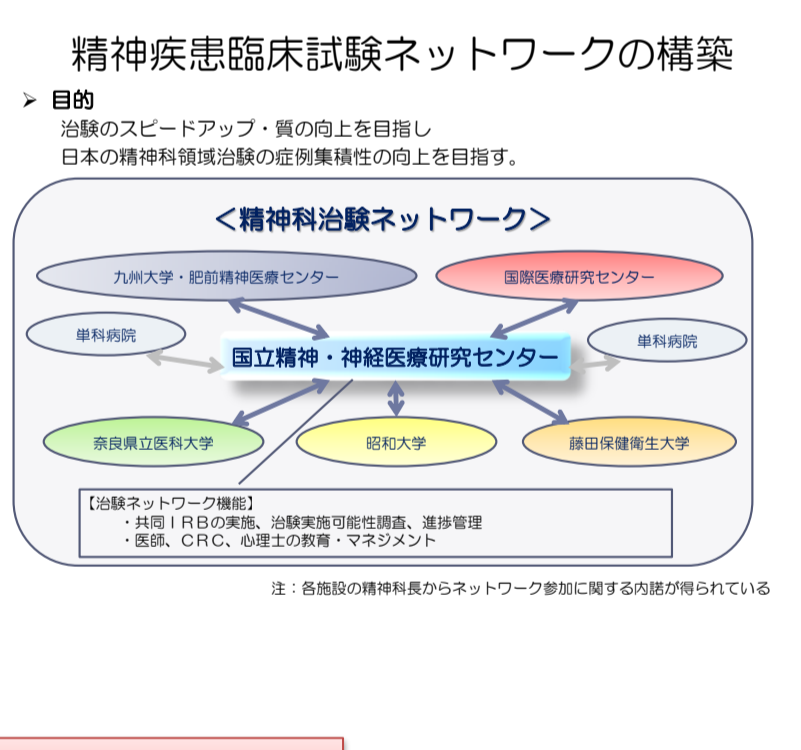 精神疾患臨床試験ネットワークの構築
➢ 目的
治験のスピードアップ・質の向上を目指し
日本の精神科領域治験の症例集積性の向上を目指す。
＜精神科治験ネットワーク＞
九州大学・肥前精神医療センター
国際医療研究センター
単科病院
国立精神・神経医療研究センター
単科病院
奈良県立医科大学
昭和大学
藤田保健衛生大学
【治験ネットワーク機能】
・共同ＩＲＢの実施、治験実施可能性調査、進捗管理
・医師、ＣＲＣ、心理士の教育・マネジメント
注：各施設の精神科長からネットワーク参加に関する内諾が得られている